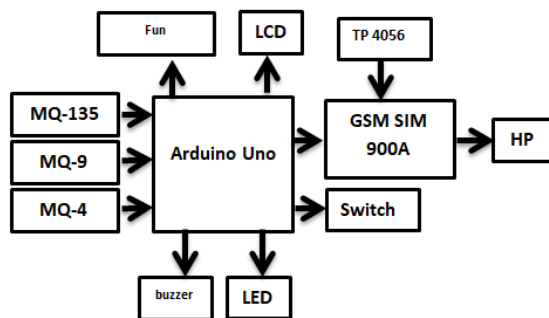 Fun
LCD
TP 4056
MQ-135
MQ-9
MQ-4
Arduino Uno
GSM SIM
900A
HP
Switch
buzzer
LED